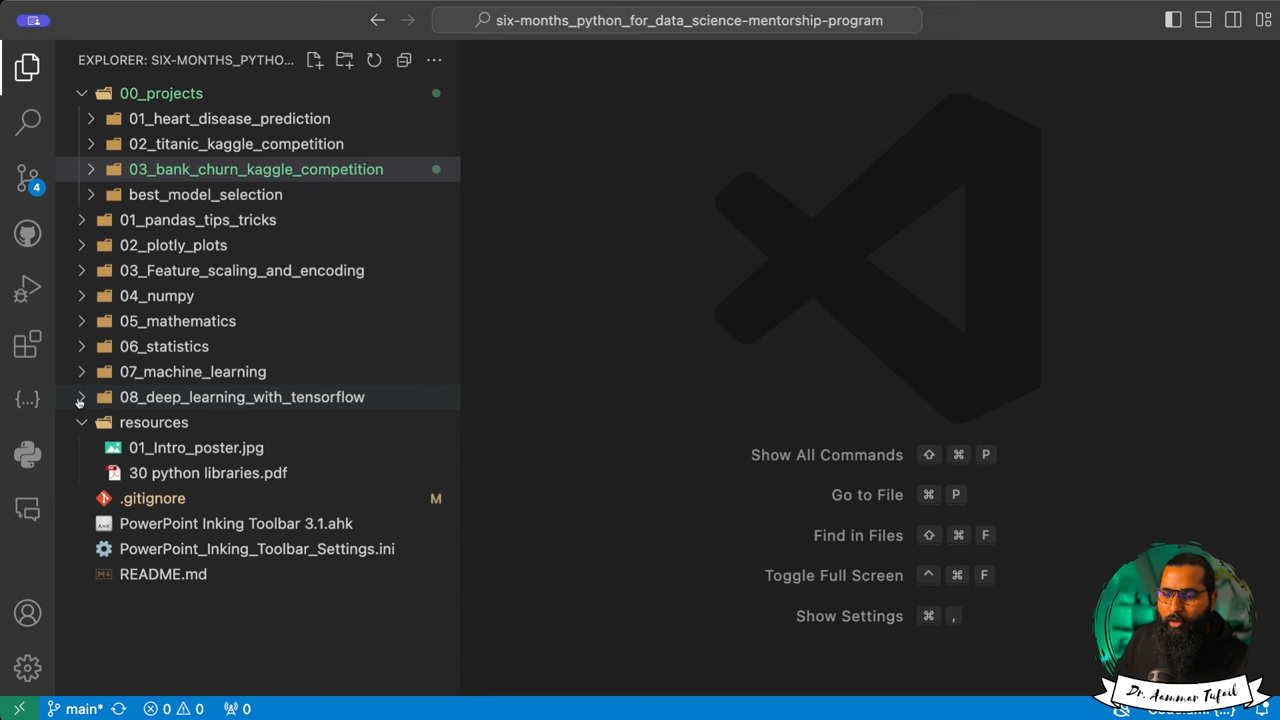 six-months_python_for_data_science-mentorship-program
EXPLORER: SIX-MONTHS_PYTHO...
00_projects
01_heart_disease_prediction
02_titanic_kaggle_competition
03_bank_churn_kaggle_competition
best_model_selection
01_pandas_tips_tricks
02_plotly_plots
03_Feature_scaling_and_encoding
04_numpy
05_mathematics
06_statistics
07_machine_learning
08_deep_learning_with_tensorflow
resources
01_Intro_poster.jpg
30 python libraries.pdf
.gitignore M
PowerPoint Inking Toolbar 3.1.ahk
PowerPoint_Inking_Toolbar_Settings.ini
README.md
4
Show All Commands ⇧ ⌘ P
Go to File ⌘ P
Find in Files ⇧ ⌘ F
Toggle Full Screen ^ ⌘ F
Show Settings ⌘ ,
Dr. Aammar Tufail
main* 0 0 0